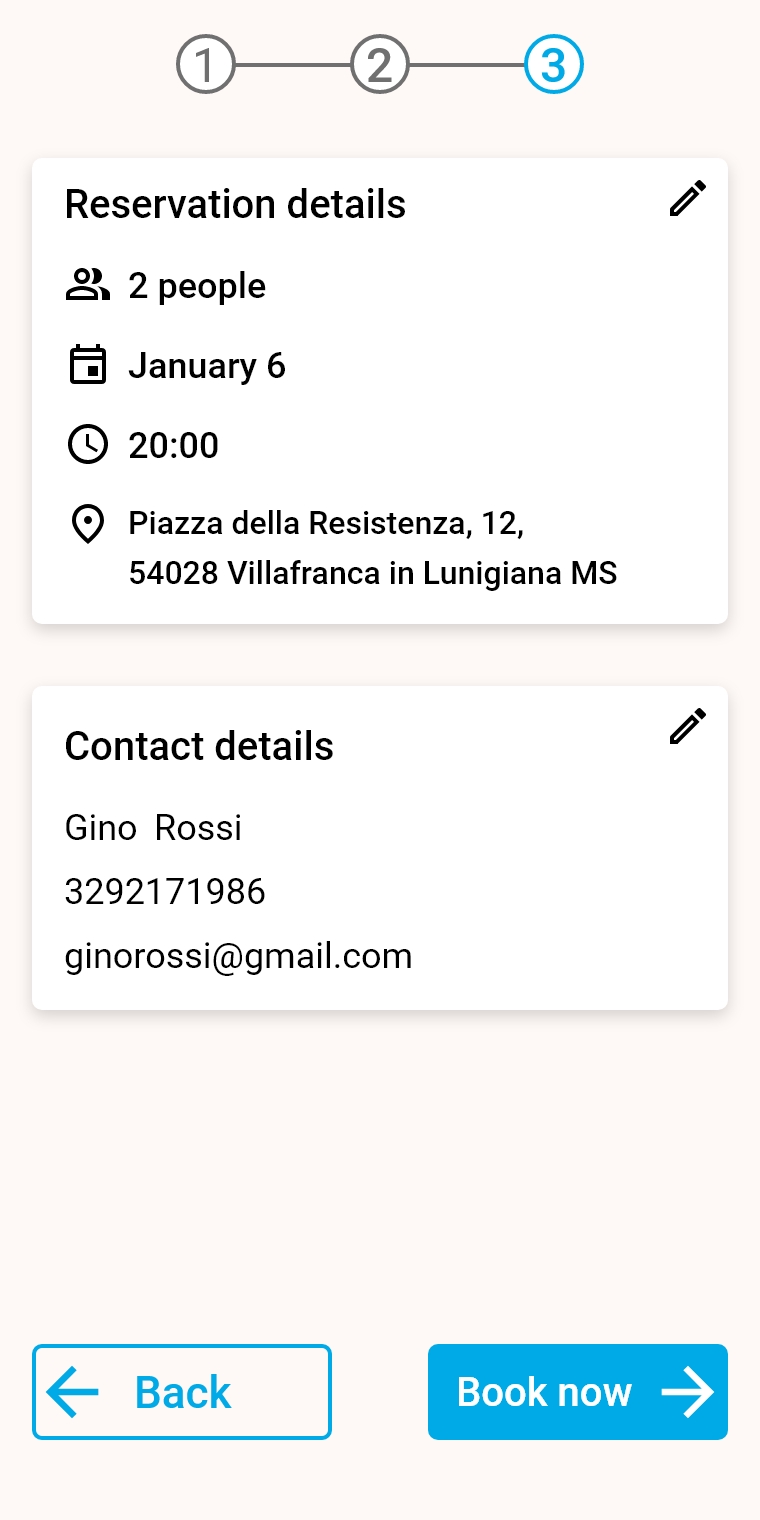 1 2 3
Reservation details
2 people
January 6
20:00
Piazza della Resistenza, 12,
54028 Villafranca in Lunigiana MS
Contact details
Gino  Rossi
3292171986
ginorossi@gmail.com
Back
Book now